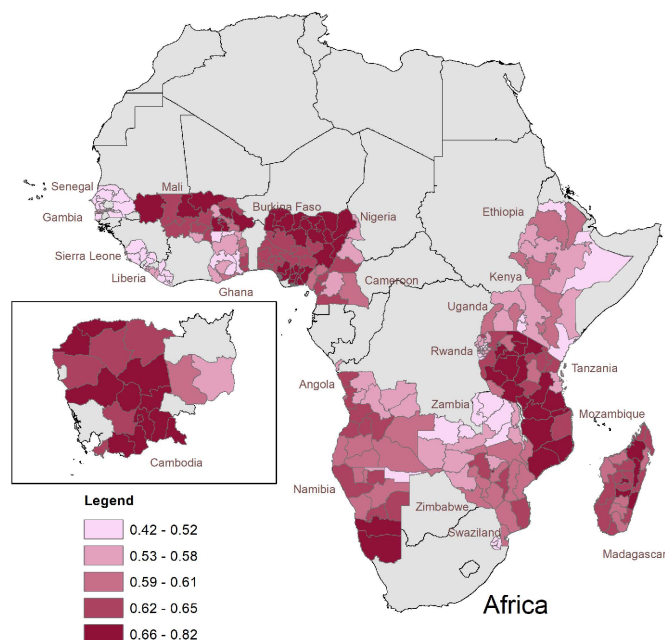 Senegal
Mali
Gambia
Burkina Faso
Nigeria
Ethiopia
Sierra Leone
Liberia
Ghana
Cameroon
Kenya
Uganda
Rwanda
Tanzania
Angola
Zambia
Mozambique
Cambodia
Namibia
Zimbabwe
Swaziland
Madagascar
Legend
0.42 - 0.52
0.53 - 0.58
0.59 - 0.61
0.62 - 0.65
0.66 - 0.82
Africa